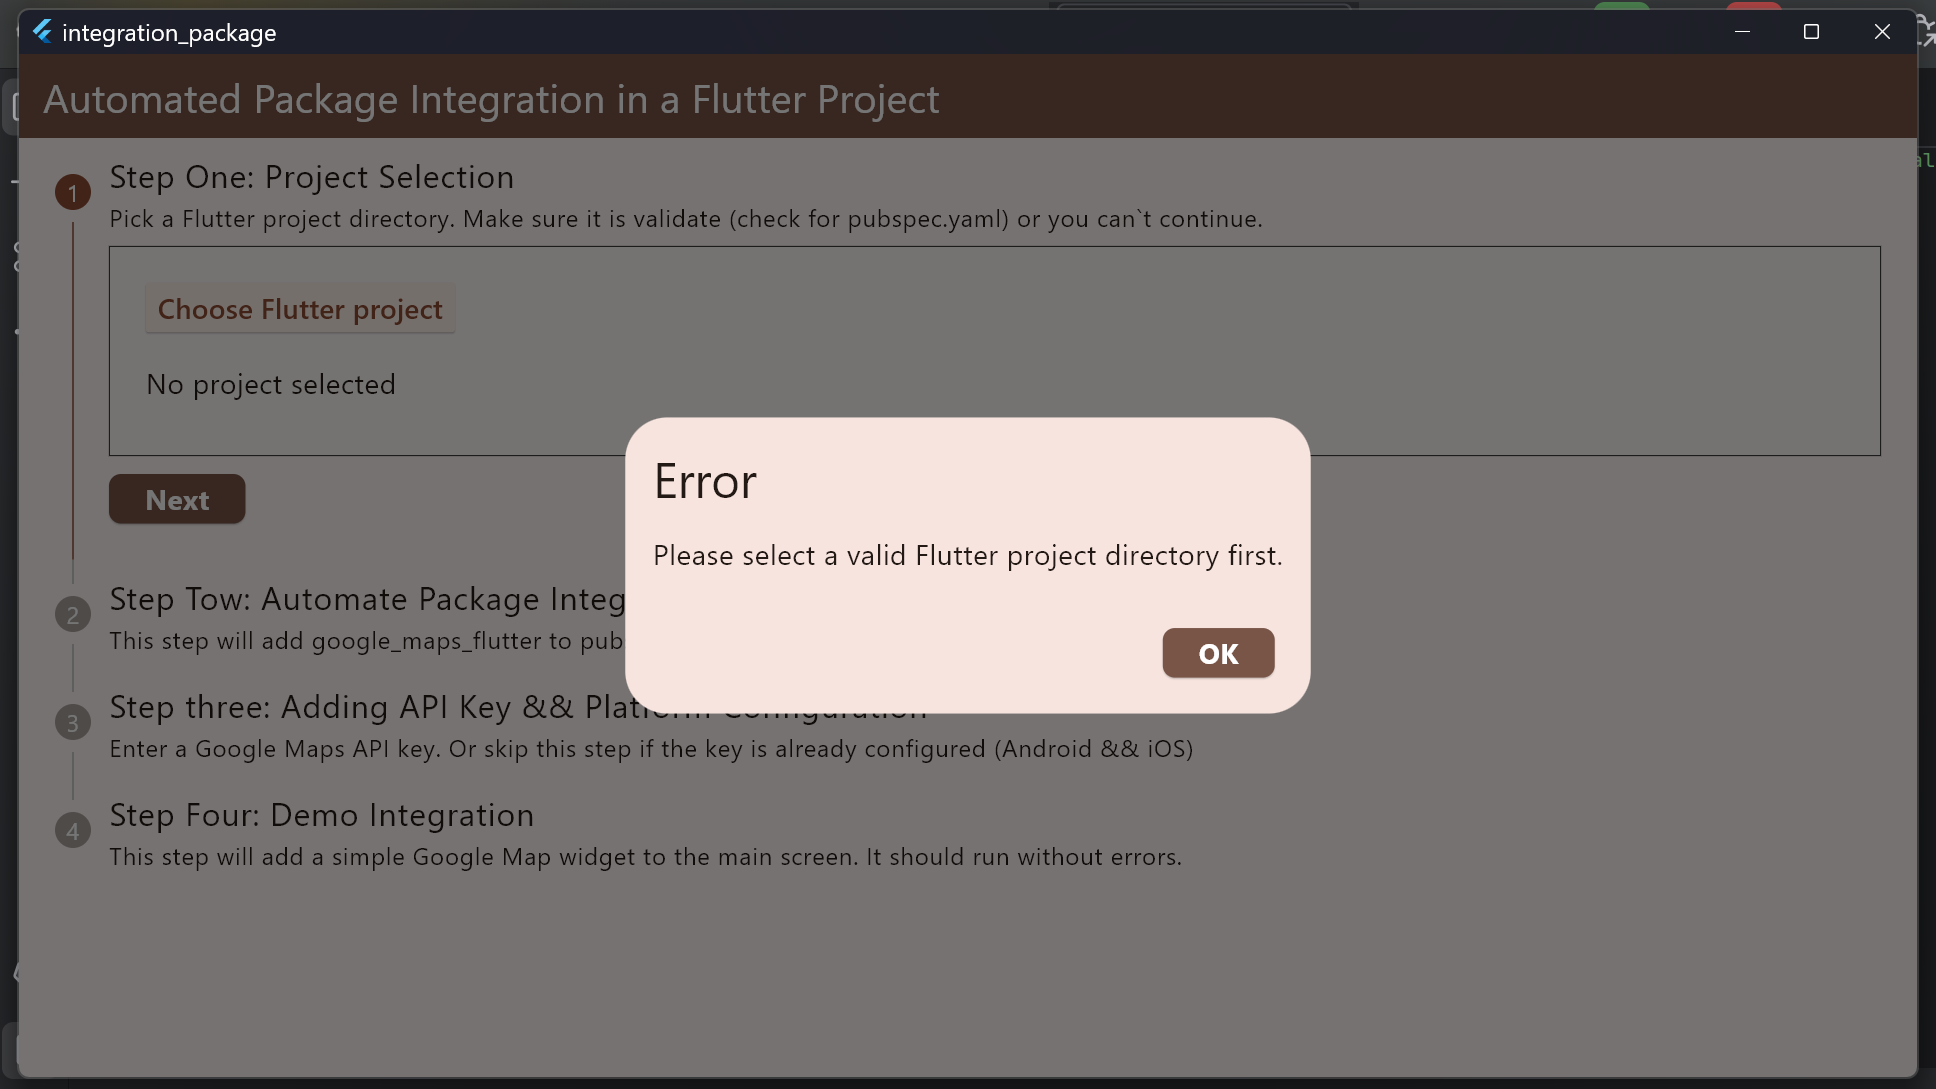 integration_package
Automated Package Integration in a Flutter Project
1
Step One: Project Selection
Pick a Flutter project directory. Make sure it is validate (check for pubspec.yaml) or you can`t continue.
Choose Flutter project
No project selected
Next
Error
Please select a valid Flutter project directory first.
OK
2
Step Tow: Automate Package Integ
This step will add google_maps_flutter to pub
3
Step three: Adding API Key && Platform Configuration
Enter a Google Maps API key. Or skip this step if the key is already configured (Android && iOS)
4
Step Four: Demo Integration
This step will add a simple Google Map widget to the main screen. It should run without errors.
al